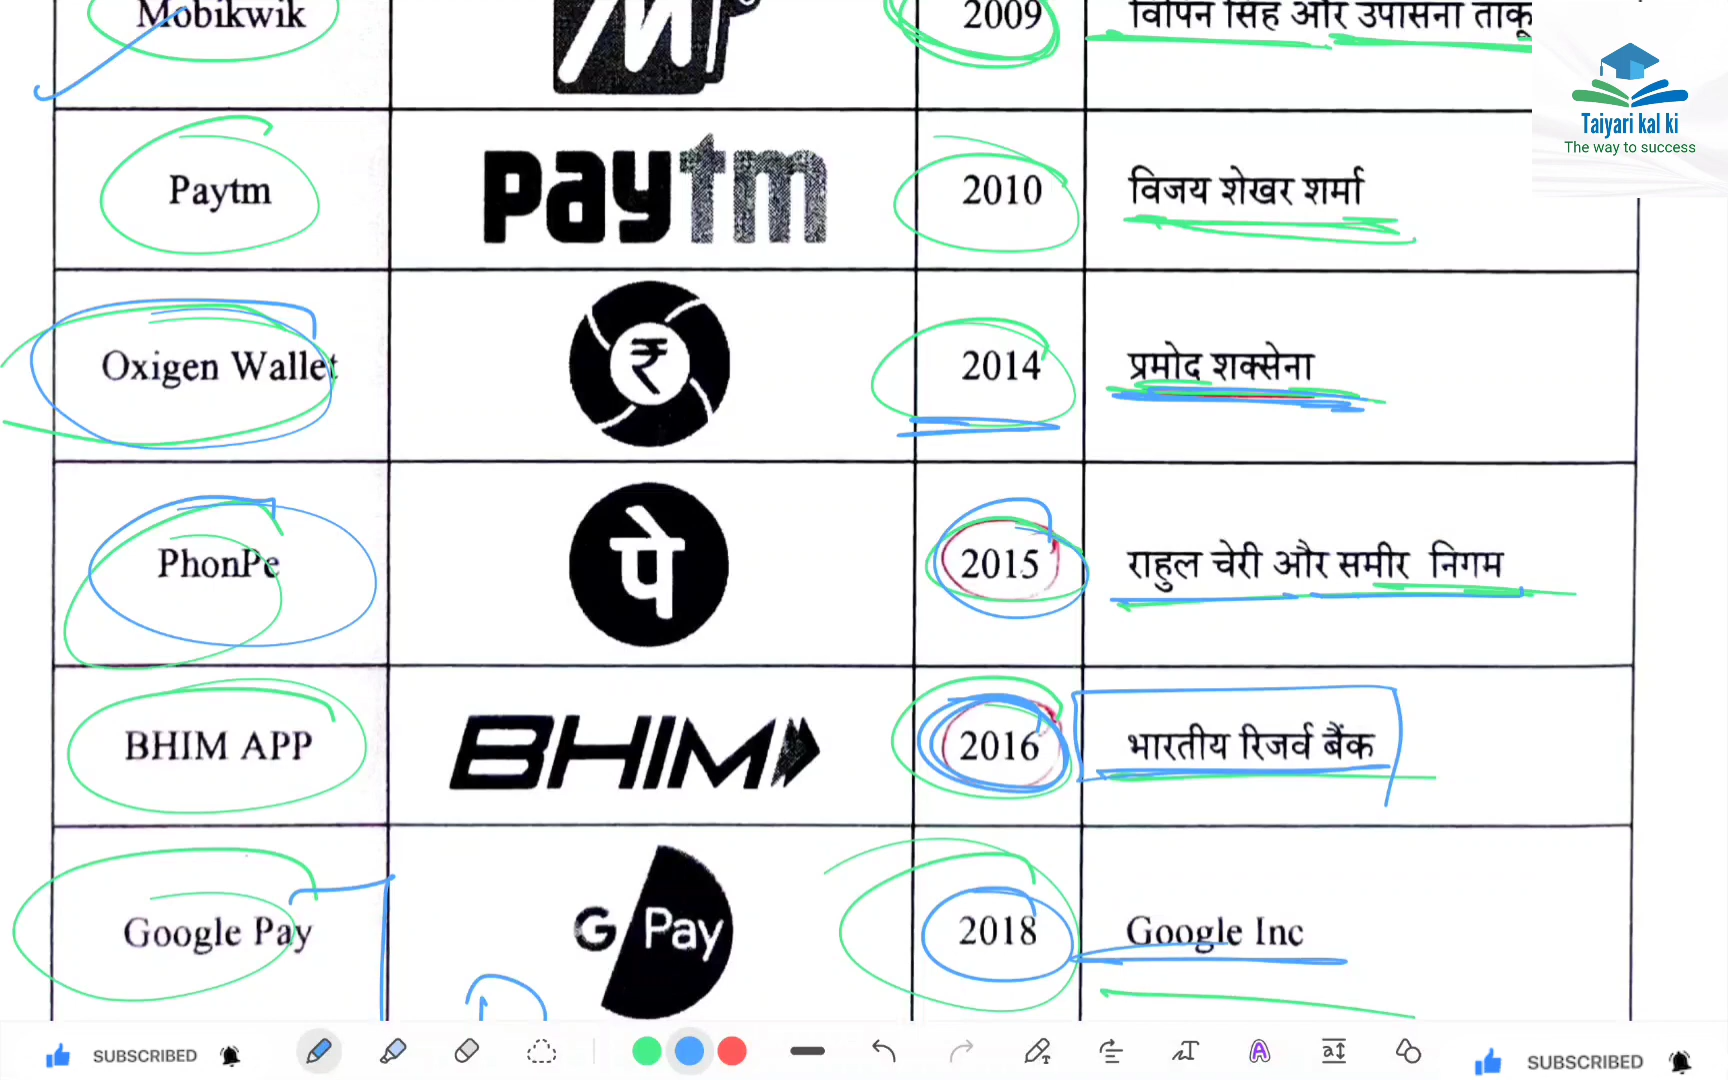 Mobikwik
2009
विपिन सिंह और उपासना ताकू
Taiyari kal ki
The way to success
Paytm
paytm
2010
विजय शेखर शर्मा
Oxigen Wallet
₹
2014
प्रमोद शक्सेना
PhonPe
पे
2015
राहुल चेरी और समीर निगम
BHIM APP
BHIM
2016
भारतीय रिजर्व बैंक
Google Pay
G Pay
2018
Google Inc
SUBSCRIBED
SUBSCRIBED